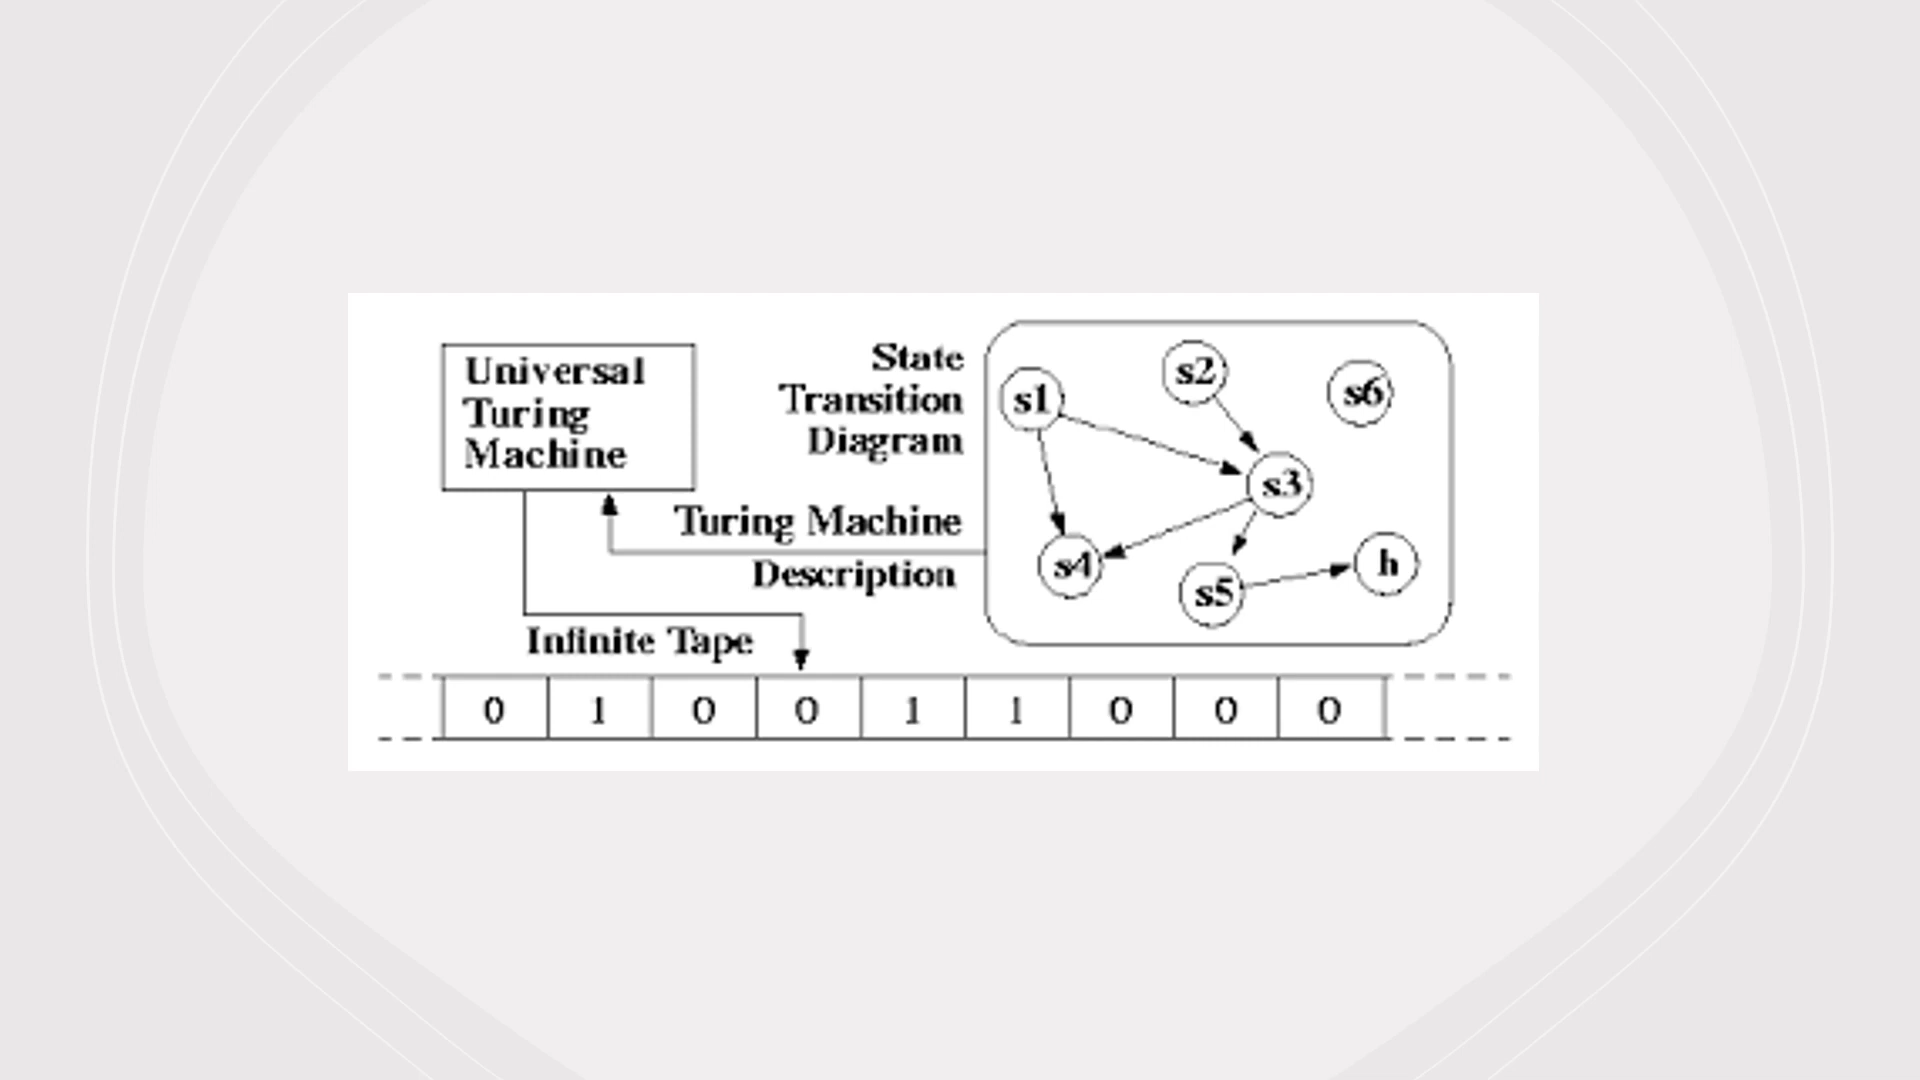 Universal
Turing
Machine
State
Transition
Diagram
Turing Machine
Description
Infinite Tape
s1
s2
s6
s3
s4
s5
h
0 1 0 0 1 1 0 0 0